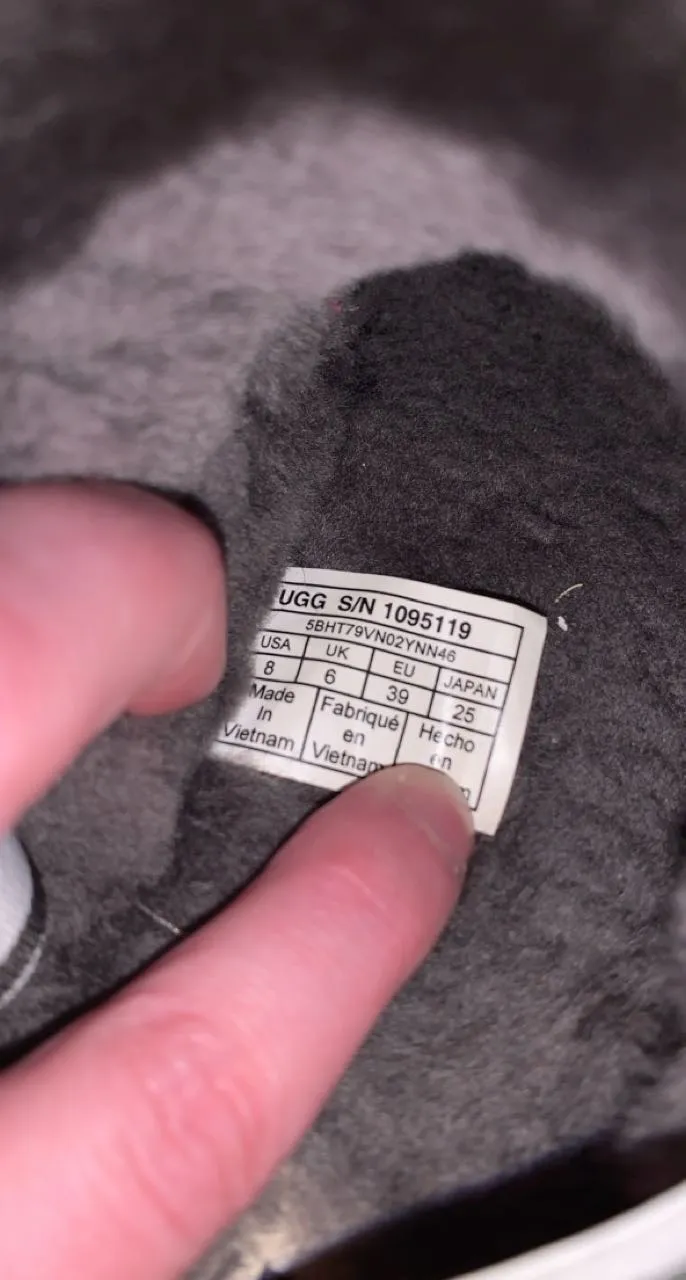 UGG S/N 1095119
5BHT79VN02YNN46
USA UK EU JAPAN
8 6 39 25
Made Fabriqué Hecho
In en en
Vietnam Vietnam